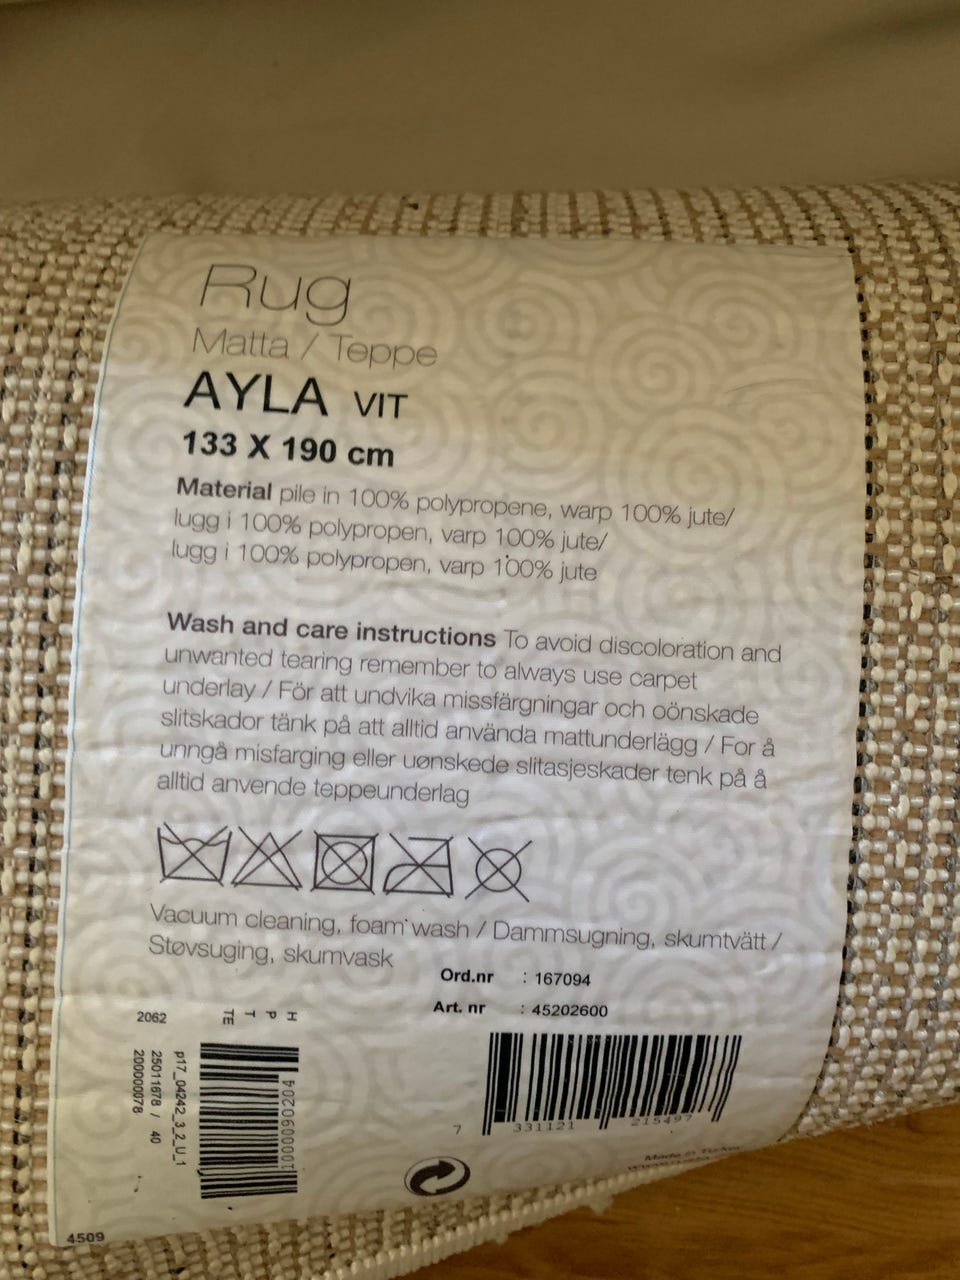 Rug
Matta / Teppe
AYLA VIT
133 X 190 cm
Material pile in 100% polypropene, warp 100% jute/
lugg i 100% polypropen, varp 100% jute/
lugg i 100% polypropen, varp 100% jute
Wash and care instructions To avoid discoloration and
unwanted tearing remember to always use carpet
underlay / För att undvika missfärgningar och oönskade
slitskador tänk på att alltid använda mattunderlägg / For å
unngå misfarging eller uønskede slitasjeskader tenk på å
alltid anvende teppeunderlag
Vacuum cleaning, foam wash / Dammsugning, skumtvätt /
Støvsuging, skumvask
Ord.nr : 167094
Art. nr : 45202600
2062
H
P
T
TE
1000090204
p17_04242_3_2_U_1
25011678 / 40
200000078
7 331121 215497
Made in
4509